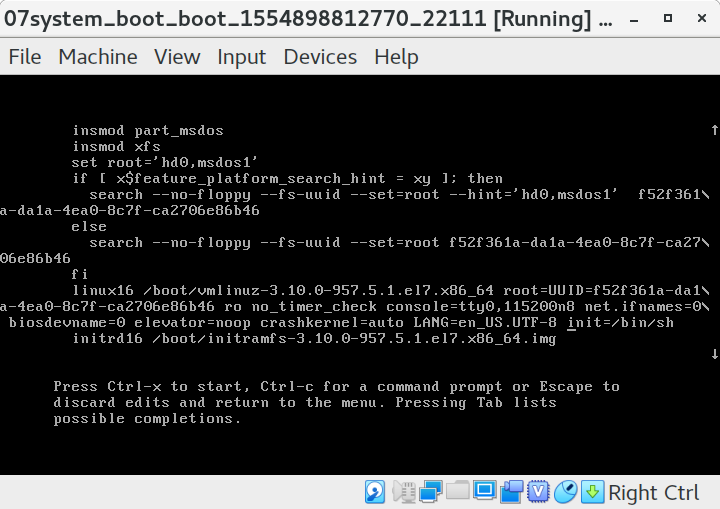 07system_boot_boot_1554898812770_22111 [Running] ...
File Machine View Input Devices Help
insmod part_msdos
insmod xfs
set root='hd0,msdos1'
if [ x$feature_platform_search_hint = xy ]; then
search --no-floppy --fs-uuid --set=root --hint='hd0,msdos1'  f52f361\
a-da1a-4ea0-8c7f-ca2706e86b46
else
search --no-floppy --fs-uuid --set=root f52f361a-da1a-4ea0-8c7f-ca27\
06e86b46
fi
linux16 /boot/vmlinuz-3.10.0-957.5.1.el7.x86_64 root=UUID=f52f361a-da1\
a-4ea0-8c7f-ca2706e86b46 ro no_timer_check console=tty0,115200n8 net.ifnames=0\
biosdevname=0 elevator=noop crashkernel=auto LANG=en_US.UTF-8 init=/bin/sh
initrd16 /boot/initramfs-3.10.0-957.5.1.el7.x86_64.img
Press Ctrl-x to start, Ctrl-c for a command prompt or Escape to
discard edits and return to the menu. Pressing Tab lists
possible completions.
Right Ctrl